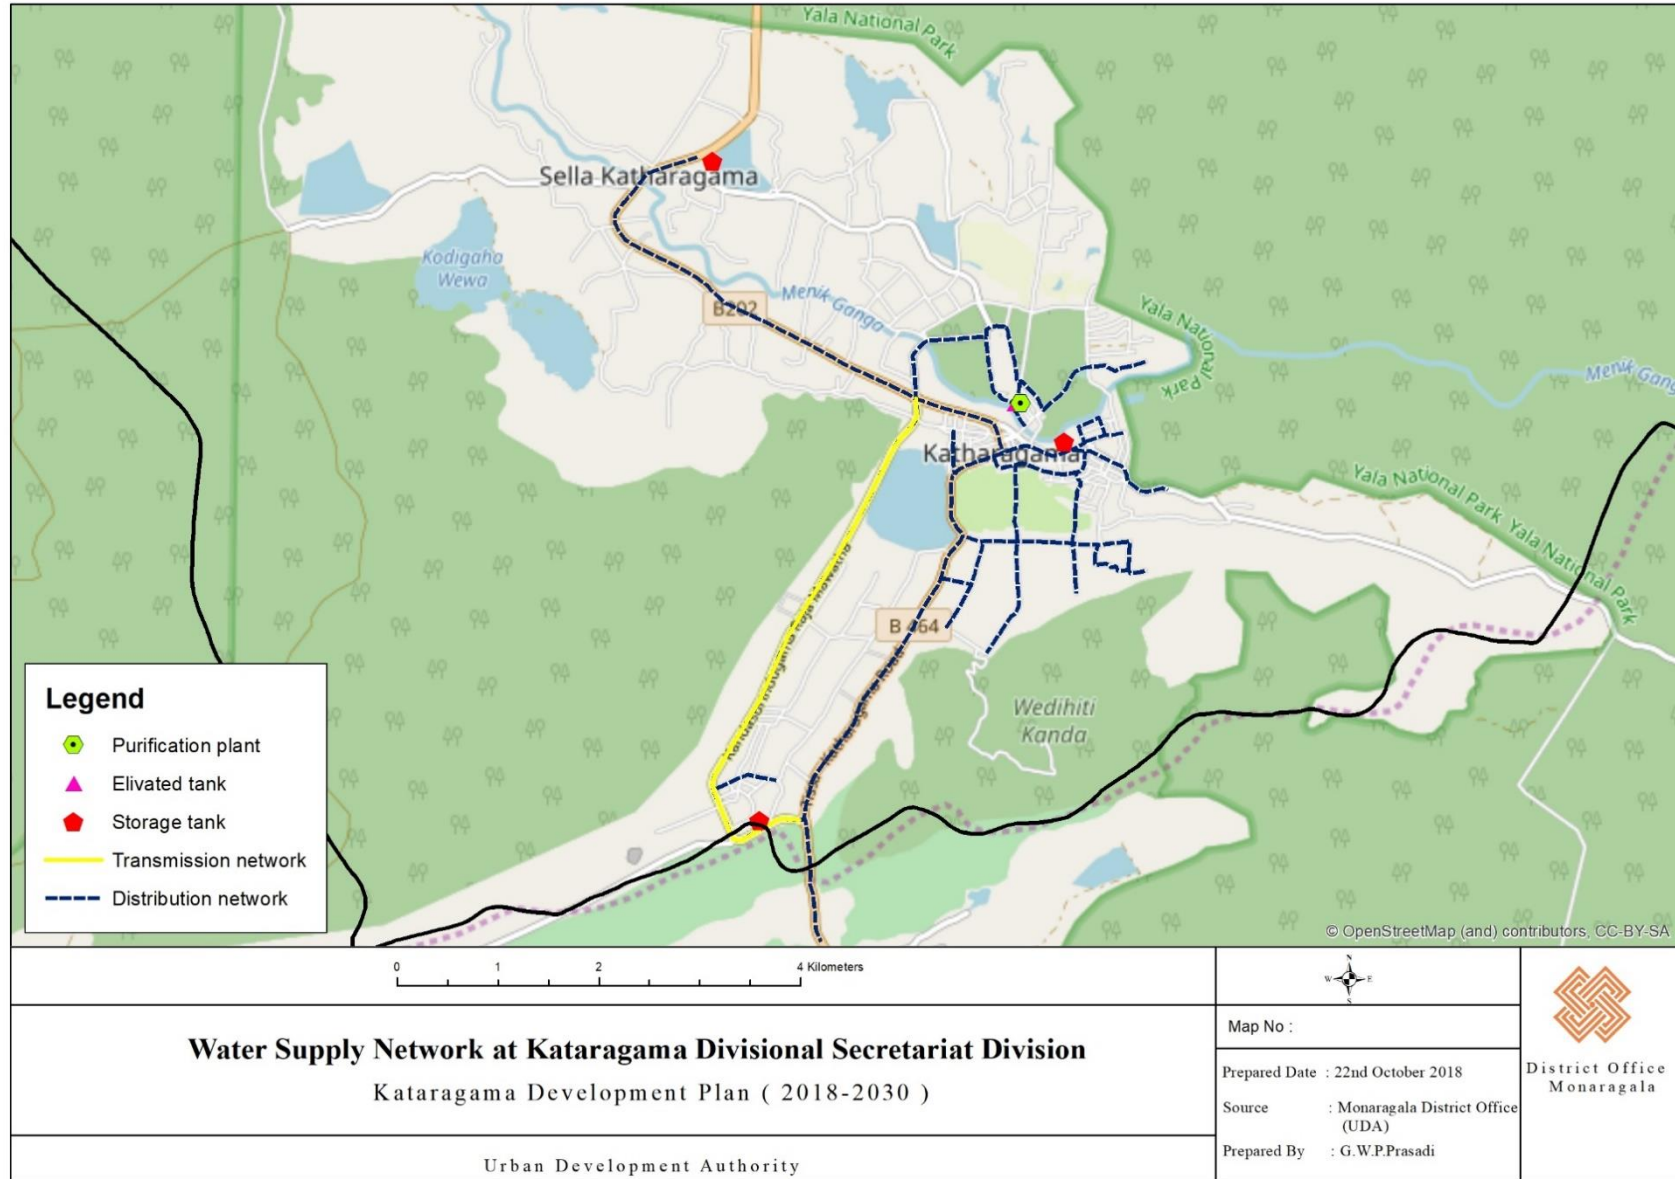 Yala National Park
Sella Katharagama
Kodigaha
Wewa
B202
Menik Ganga
Yala National Park
Menik Gang
Katharagama
Yala National Park
Yala National Park
B 464
Wedihiti
Kanda
Legend
Purification plant
Elivated tank
Storage tank
Transmission network
Distribution network
© OpenStreetMap (and) contributors, CC-BY-SA
0 1 2 4 Kilometers
N
W E
S
Water Supply Network at Kataragama Divisional Secretariat Division
Kataragama Development Plan ( 2018-2030 )
Urban Development Authority
Map No :
Prepared Date : 22nd October 2018
Source : Monaragala District Office
(UDA)
Prepared By : G.W.P.Prasadi
District Office
Monaragala